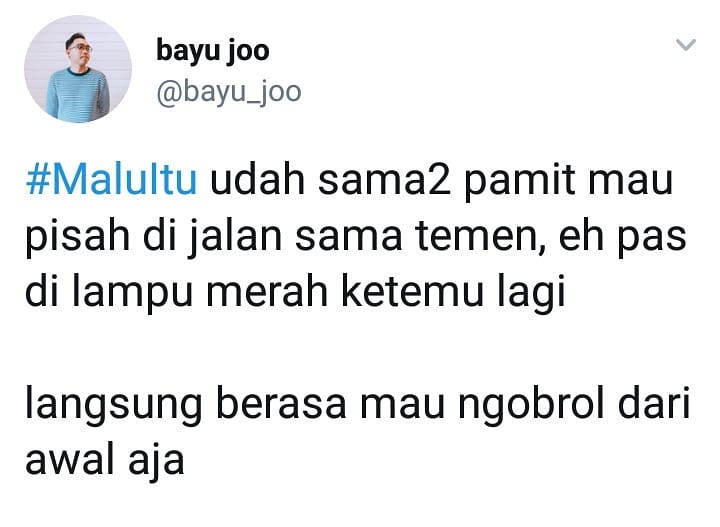 bayu joo
@bayu_joo
#MaluItu udah sama2 pamit mau
pisah di jalan sama temen, eh pas
di lampu merah ketemu lagi
langsung berasa mau ngobrol dari
awal aja